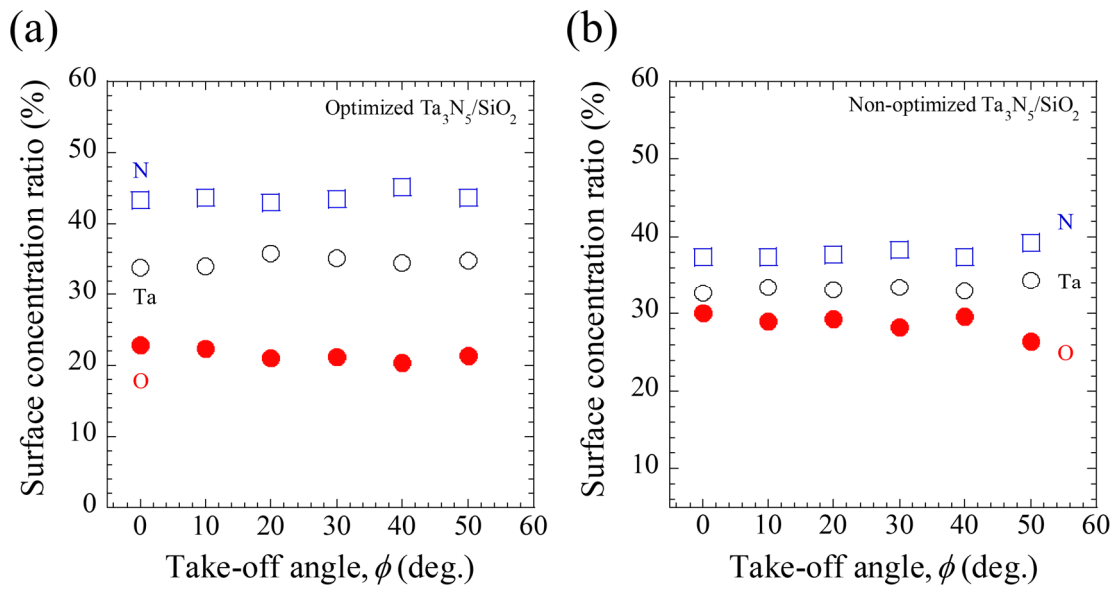 (a)
Surface concentration ratio (%)
60
50
40
30
20
10
0
Optimized Ta3N5/SiO2
N
Ta
O
0 10 20 30 40 50 60
Take-off angle, ϕ (deg.)
(b)
Surface concentration ratio (%)
60
50
40
30
20
10
Non-optimized Ta3N5/SiO2
N
Ta
O
0 10 20 30 40 50 60
Take-off angle, ϕ (deg.)